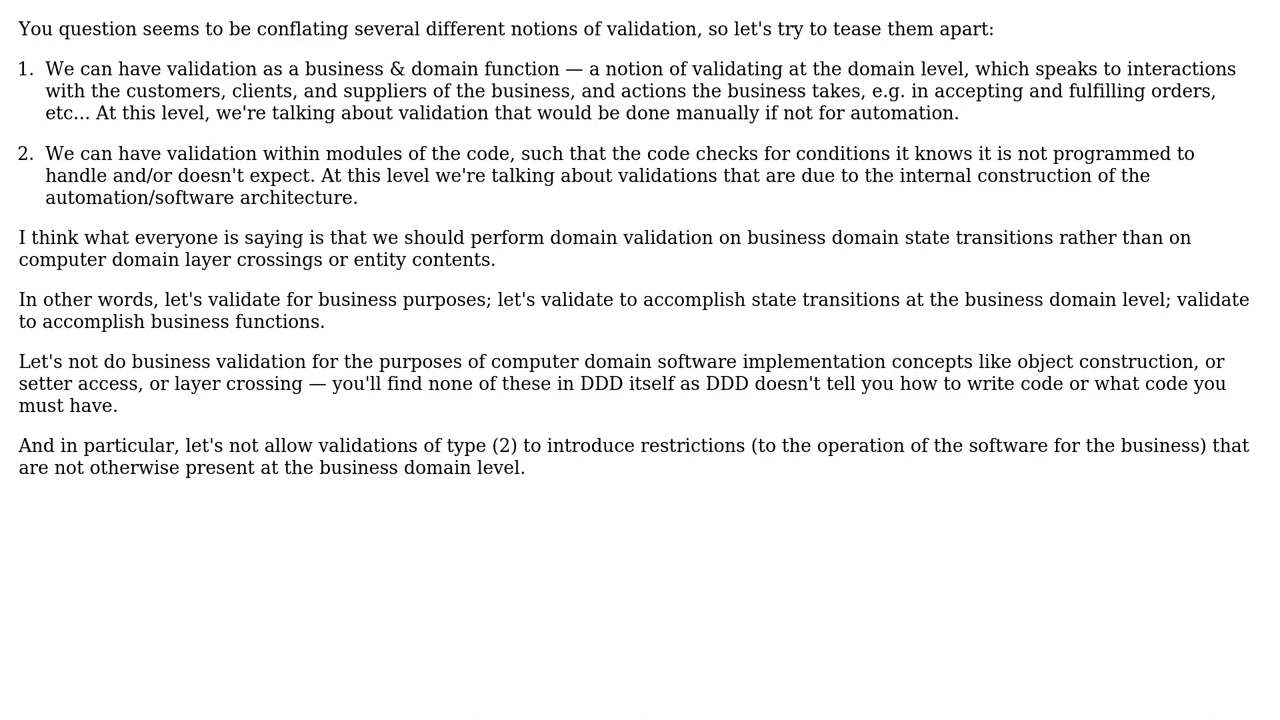 You question seems to be conflating several different notions of validation, so let's try to tease them apart:
1. We can have validation as a business & domain function — a notion of validating at the domain level, which speaks to interactions
with the customers, clients, and suppliers of the business, and actions the business takes, e.g. in accepting and fulfilling orders,
etc... At this level, we're talking about validation that would be done manually if not for automation.
2. We can have validation within modules of the code, such that the code checks for conditions it knows it is not programmed to
handle and/or doesn't expect. At this level we're talking about validations that are due to the internal construction of the
automation/software architecture.
I think what everyone is saying is that we should perform domain validation on business domain state transitions rather than on
computer domain layer crossings or entity contents.
In other words, let's validate for business purposes; let's validate to accomplish state transitions at the business domain level; validate
to accomplish business functions.
Let's not do business validation for the purposes of computer domain software implementation concepts like object construction, or
setter access, or layer crossing — you'll find none of these in DDD itself as DDD doesn't tell you how to write code or what code you
must have.
And in particular, let's not allow validations of type (2) to introduce restrictions (to the operation of the software for the business) that
are not otherwise present at the business domain level.